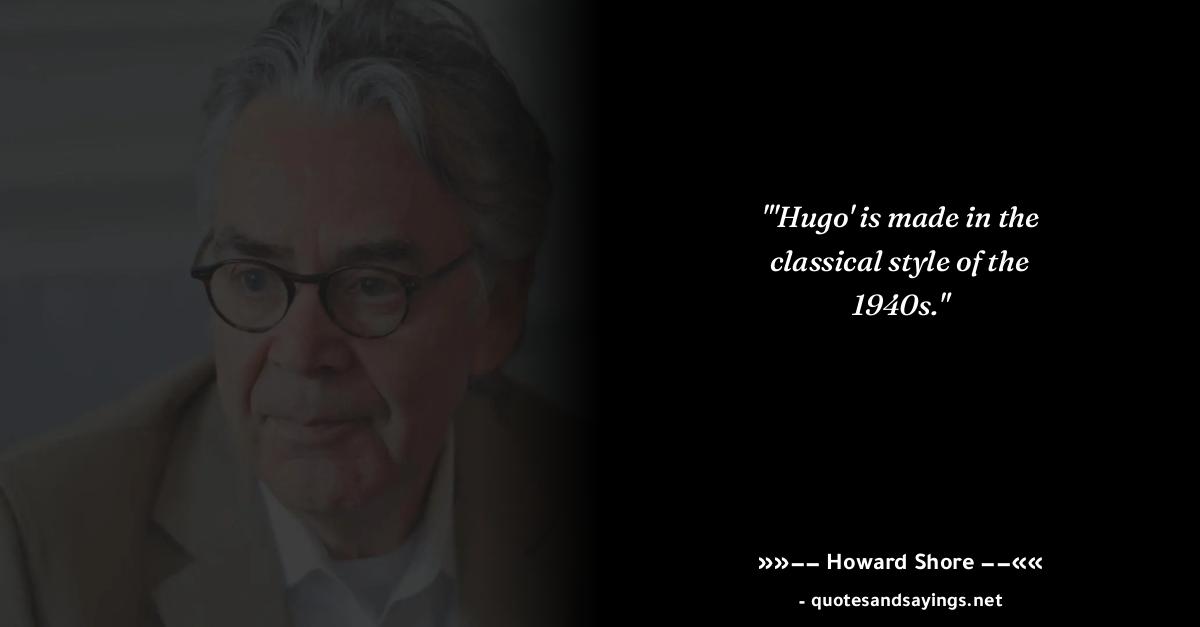 "'Hugo' is made in the
classical style of the
1940s."
»»−− Howard Shore −−««
- quotesandsayings.net